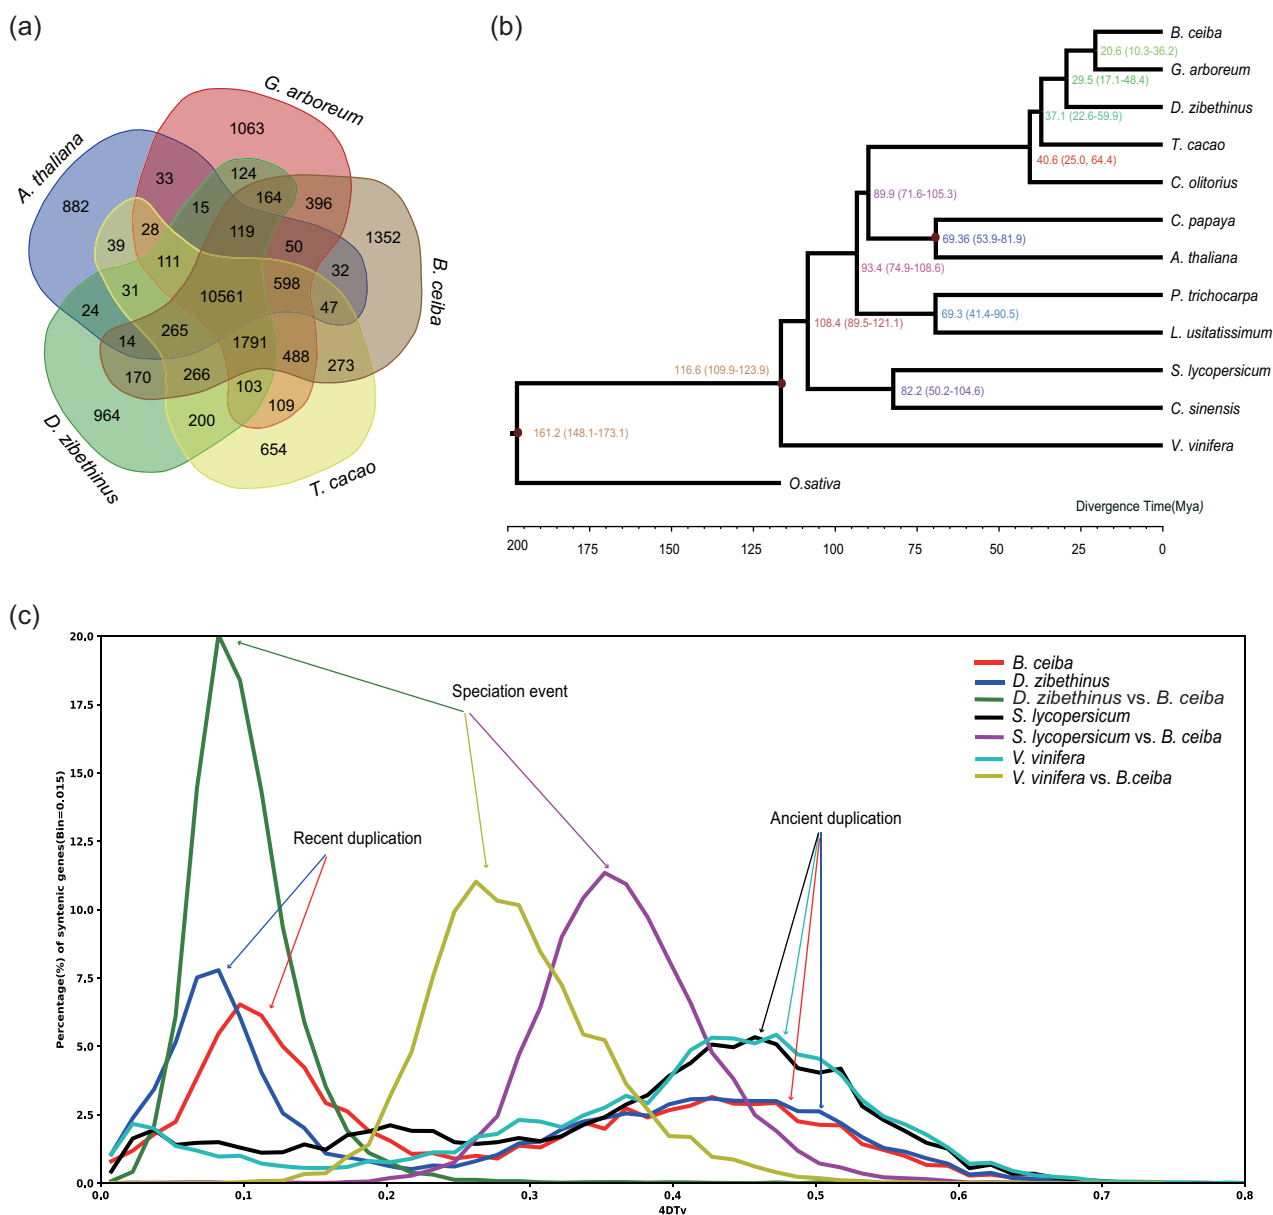 (a)
G. arboreum
A. thaliana
B. ceiba
D. zibethinus
T. cacao
1063
33
124
882
15
164
396
39
28
119
50
1352
111
32
31
10561
598
24
47
265
14
1791
488
273
170
266
103
964
200
109
654
(b)
B. ceiba
20.6 (10.3-36.2)
G. arboreum
29.5 (17.1-48.4)
D. zibethinus
37.1 (22.6-59.9)
T. cacao
40.6 (25.0, 64.4)
C. olitorius
89.9 (71.6-105.3)
C. papaya
69.36 (53.9-81.9)
A. thaliana
93.4 (74.9-108.6)
P. trichocarpa
69.3 (41.4-90.5)
108.4 (89.5-121.1)
L. usitatissimum
116.6 (109.9-123.9)
S. lycopersicum
82.2 (50.2-104.6)
C. sinensis
161.2 (148.1-173.1)
V. vinifera
O.sativa
Divergence Time(Mya)
200 175 150 125 100 75 50 25 0
(c)
Percentage(%) of syntenic genes(Bin=0.015)
20.0
17.5
15.0
12.5
10.0
7.5
5.0
2.5
0.0
Speciation event
Recent duplication
Ancient duplication
B. ceiba
D. zibethinus
D. zibethinus vs. B. ceiba
S. lycopersicum
S. lycopersicum vs. B. ceiba
V. vinifera
V. vinifera vs. B.ceiba
0.0 0.1 0.2 0.3 0.4 0.5 0.6 0.7 0.8
4DTv